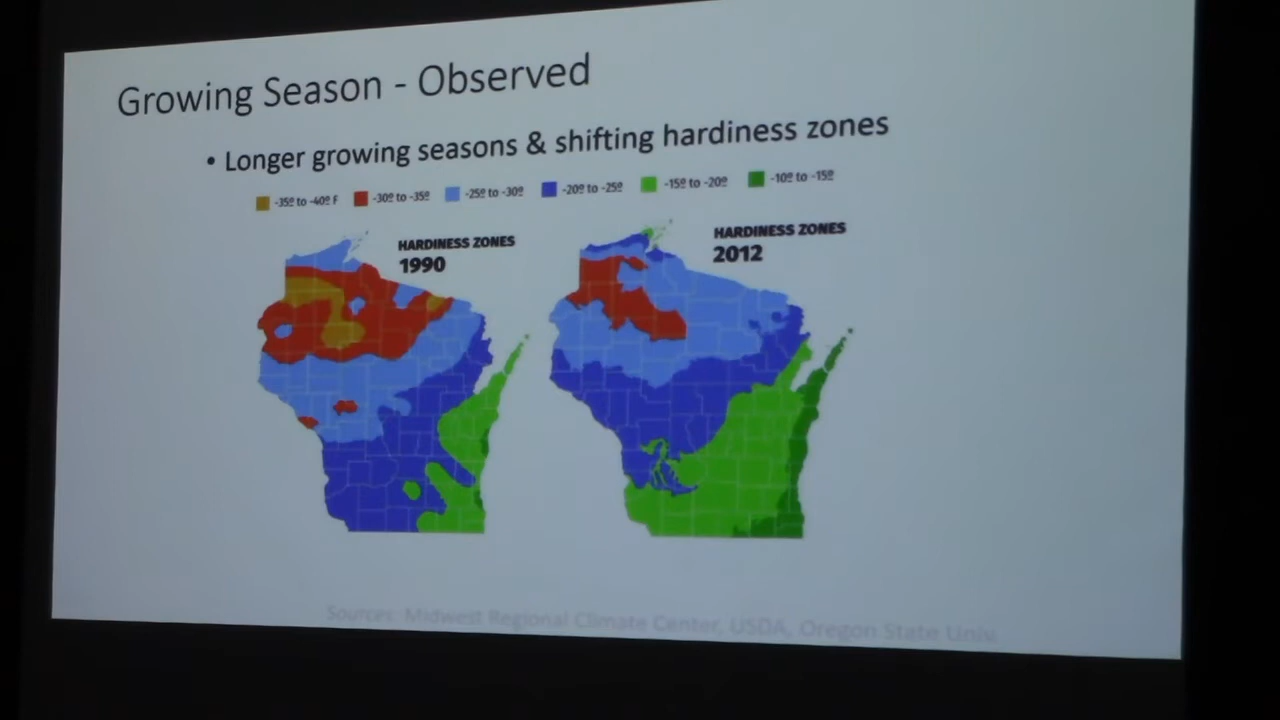 Growing Season - Observed
• Longer growing seasons & shifting hardiness zones
-35º to -40º F -30º to -35º -25º to -30º -20º to -25º -15º to -20º -10º to -15º
HARDINESS ZONES
1990
HARDINESS ZONES
2012
Sources: Midwest Regional Climate Center, USDA, Oregon State Univ.